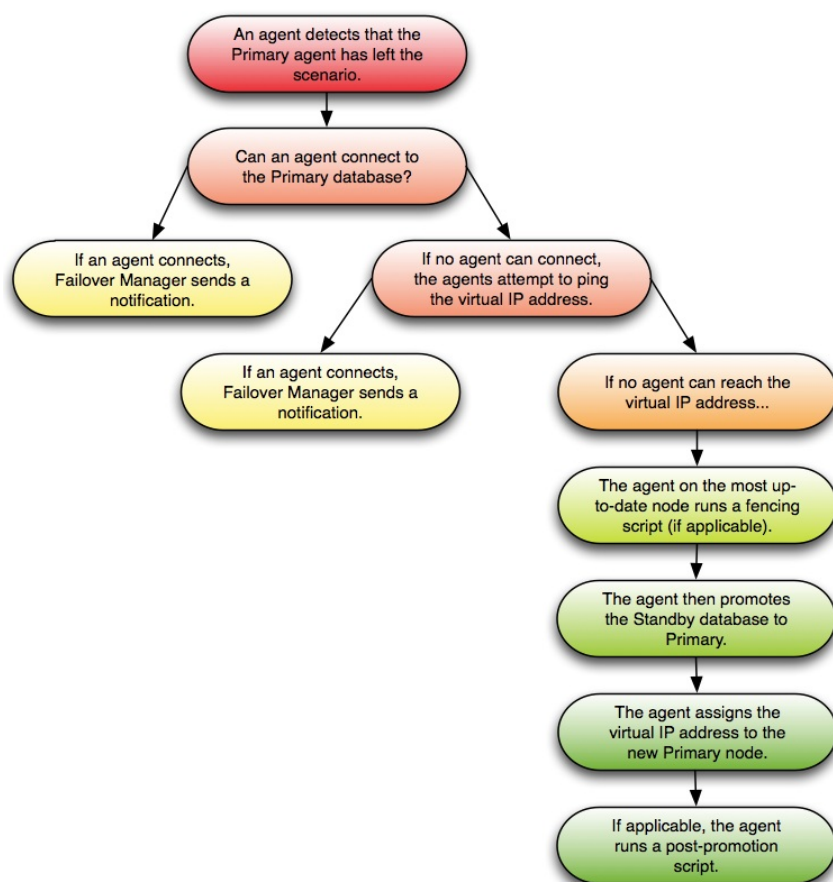 An agent detects that the
Primary agent has left the
scenario.
Can an agent connect to
the Primary database?
If an agent connects,
Failover Manager sends a
notification.
If no agent can connect,
the agents attempt to ping
the virtual IP address.
If an agent connects,
Failover Manager sends a
notification.
If no agent can reach the
virtual IP address...
The agent on the most up-
to-date node runs a fencing
script (if applicable).
The agent then promotes
the Standby database to
Primary.
The agent assigns the
virtual IP address to the
new Primary node.
If applicable, the agent
runs a post-promotion
script.